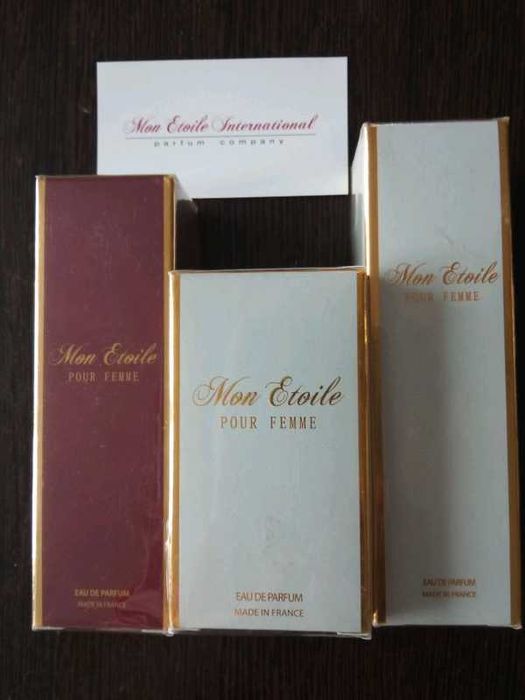 Mon Etoile International
parfum company
Mon Etoile
POUR FEMME
EAU DE PARFUM
MADE IN FRANCE
Mon Etoile
POUR FEMME
EAU DE PARFUM
MADE IN FRANCE
Mon Etoile
POUR FEMME
EAU DE PARFUM
MADE IN FRANCE